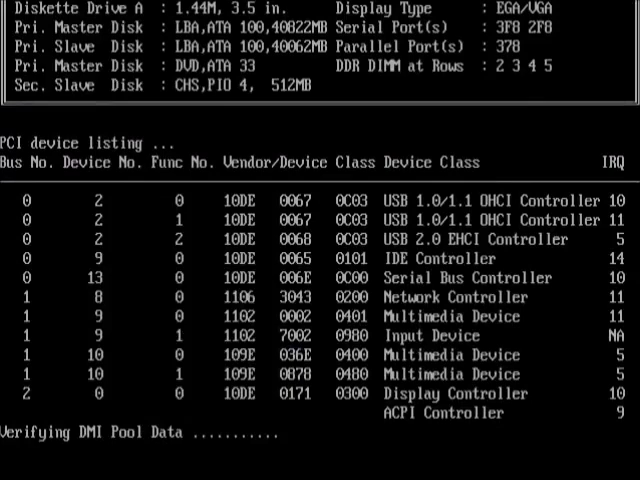 Diskette Drive A  : 1.44M, 3.5 in.      Display Type      : EGA/VGA
Pri. Master Disk  : LBA,ATA 100,40822MB Serial Port(s)    : 3F8 2F8
Pri. Slave  Disk  : LBA,ATA 100,40062MB Parallel Port(s)  : 378
Pri. Master Disk  : DVD,ATA 33          DDR DIMM at Rows  : 2 3 4 5
Sec. Slave  Disk  : CHS,PIO 4,  512MB
PCI device listing ...
Bus No. Device No. Func No. Vendor/Device Class Device Class IRQ
0 2 0 10DE 0067 0C03 USB 1.0/1.1 OHCI Controller 10
0 2 1 10DE 0067 0C03 USB 1.0/1.1 OHCI Controller 11
0 2 2 10DE 0068 0C03 USB 2.0 EHCI Controller 5
0 9 0 10DE 0065 0101 IDE Controller 14
0 13 0 10DE 006E 0C00 Serial Bus Controller 10
1 8 0 1106 3043 0200 Network Controller 11
1 9 0 1102 0002 0401 Multimedia Device 11
1 9 1 1102 7002 0980 Input Device NA
1 10 0 109E 036E 0400 Multimedia Device 5
1 10 1 109E 0878 0480 Multimedia Device 5
2 0 0 10DE 0171 0300 Display Controller 10
ACPI Controller 9
Verifying DMI Pool Data ...........